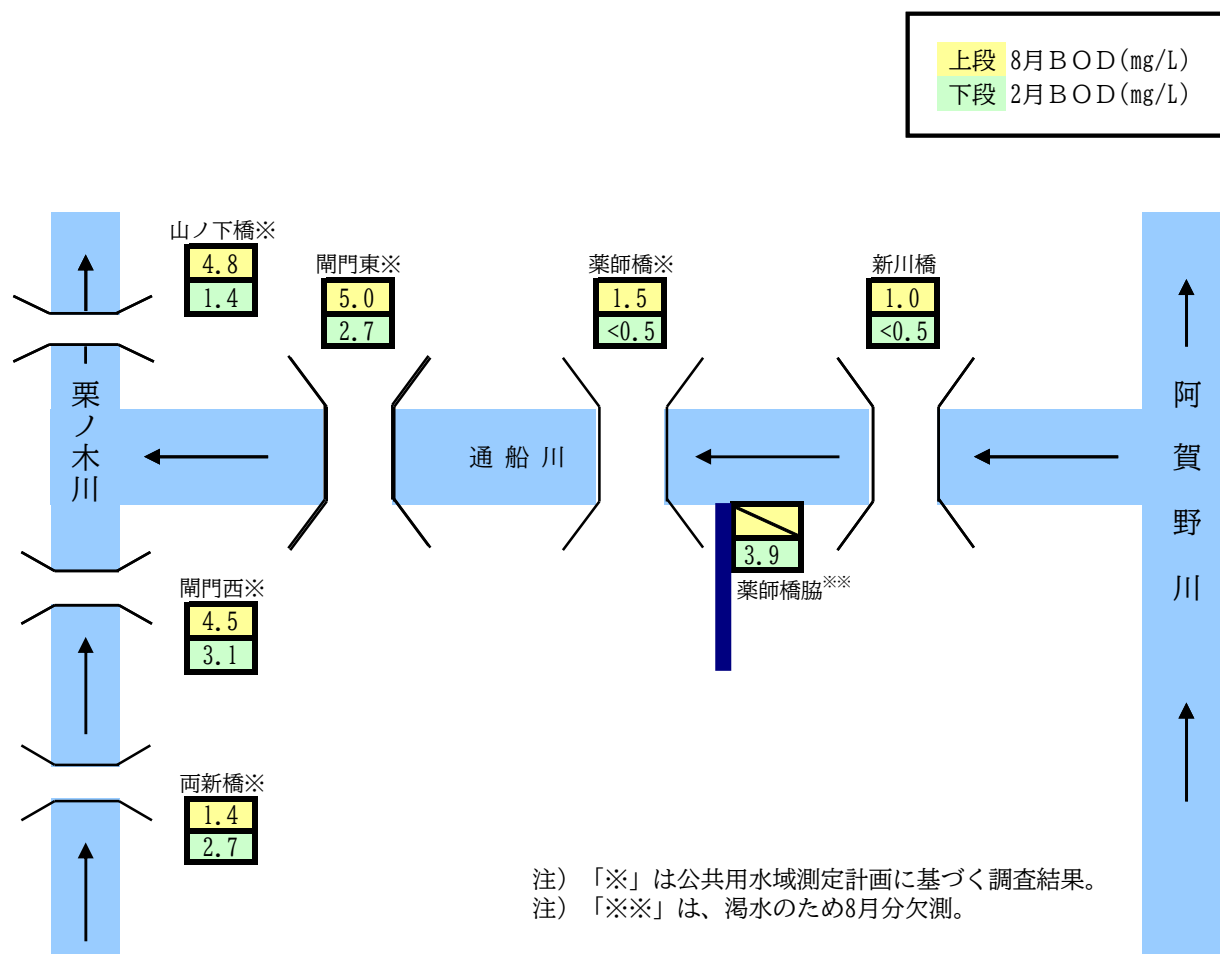 上段 8月ＢＯＤ(mg/L)
下段 2月ＢＯＤ(mg/L)
山ノ下橋※
4.8
1.4
閘門東※
5.0
2.7
薬師橋※
1.5
<0.5
新川橋
1.0
<0.5
栗ノ木川
通船川
阿賀野川
3.9
薬師橋脇※※
閘門西※
4.5
3.1
両新橋※
1.4
2.7
注）「※」は公共用水域測定計画に基づく調査結果。
注）「※※」は、渇水のため8月分欠測。